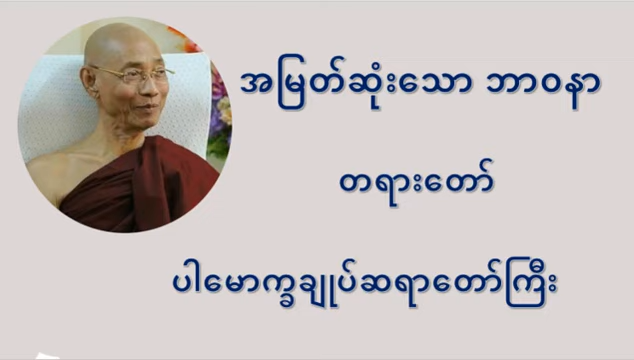 အမြတ်ဆုံးသော ဘာဝနာ
တရားတော်
ပါမောက္ခချုပ်ဆရာတော်ကြီး